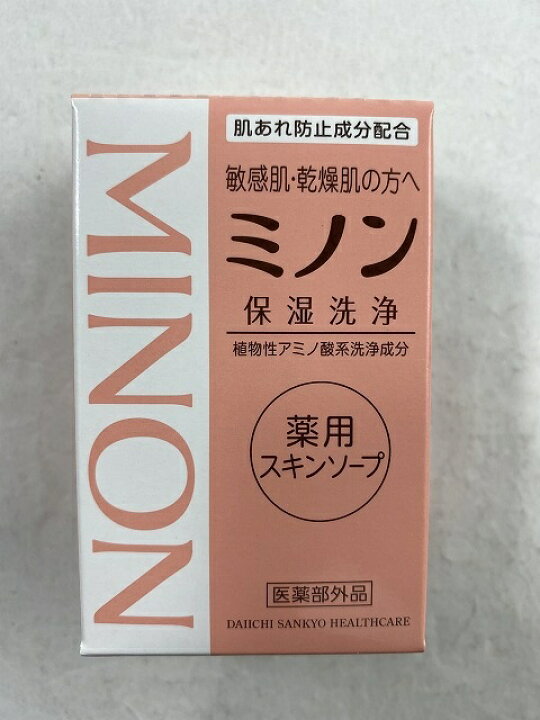 MINON
肌あれ防止成分配合
敏感肌・乾燥肌の方へ
ミノン
保湿洗浄
植物性アミノ酸系洗浄成分
薬用
スキンソープ
医薬部外品
DAIICHI SANKYO HEALTHCARE